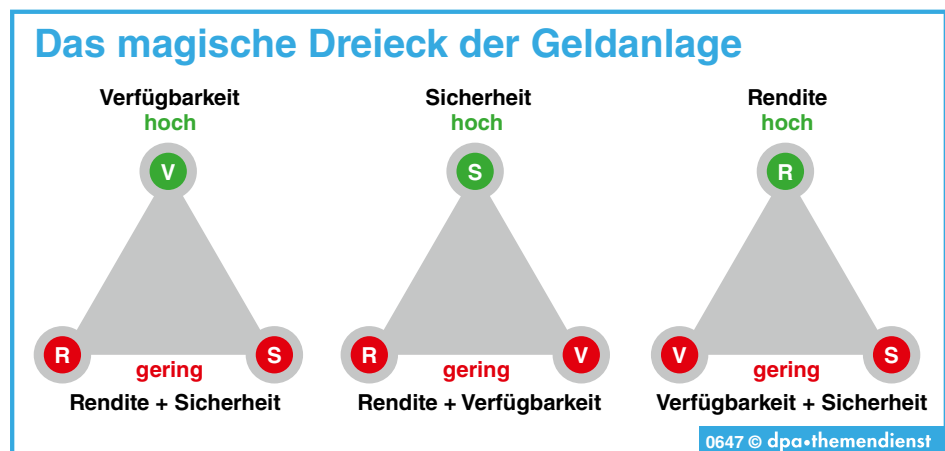 Das magische Dreieck der Geldanlage
Verfügbarkeit
hoch
V
R
S
gering
Rendite + Sicherheit
Sicherheit
hoch
S
R
V
gering
Rendite + Verfügbarkeit
Rendite
hoch
R
V
S
gering
Verfügbarkeit + Sicherheit
0647 © dpa•themendienst